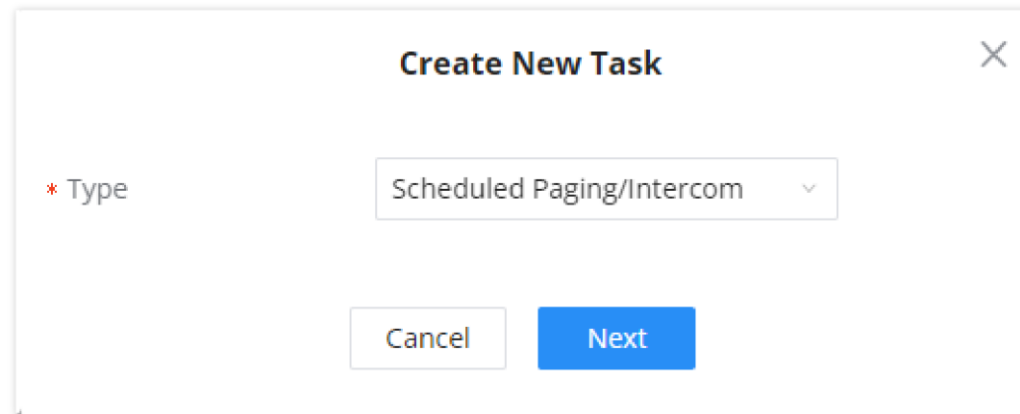 Create New Task
* Type
Scheduled Paging/Intercom
Cancel
Next